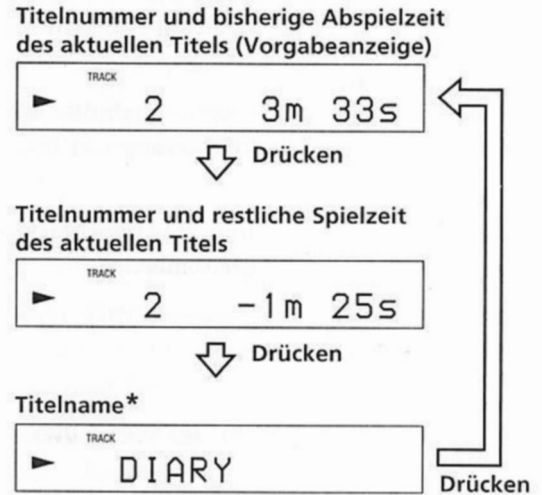 Titelnummer und bisherige Abspielzeit
des aktuellen Titels (Vorgabeanzeige)
TRACK
2 3m 33s
Drücken
Titelnummer und restliche Spielzeit
des aktuellen Titels
TRACK
2 -1m 25s
Drücken
Titelname*
TRACK
DIARY
Drücken